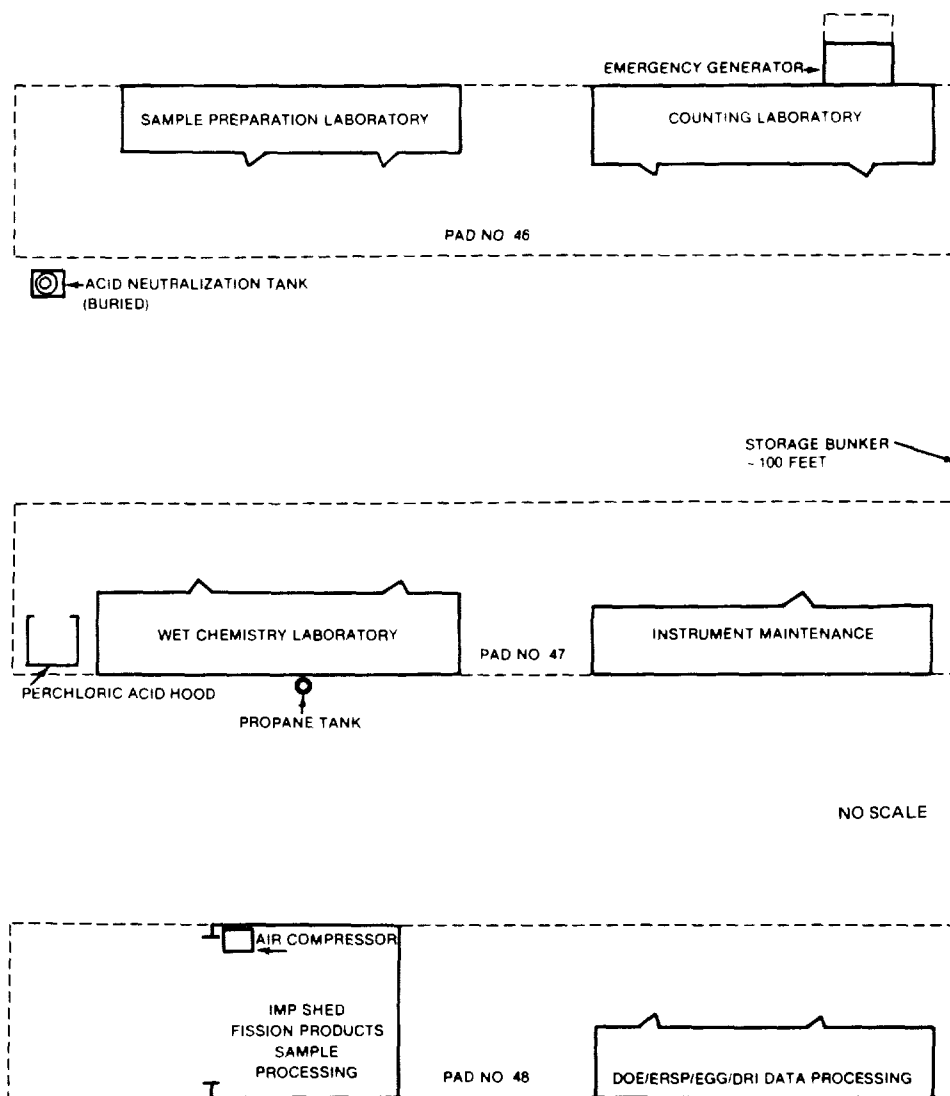 EMERGENCY GENERATOR
SAMPLE PREPARATION LABORATORY
COUNTING LABORATORY
PAD NO 46
ACID NEUTRALIZATION TANK
(BURIED)
STORAGE BUNKER
~ 100 FEET
WET CHEMISTRY LABORATORY
INSTRUMENT MAINTENANCE
PAD NO 47
PERCHLORIC ACID HOOD
PROPANE TANK
NO SCALE
AIR COMPRESSOR
IMP SHED
FISSION PRODUCTS
SAMPLE
PROCESSING
PAD NO 48
DOE/ERSP/EGG/DRI DATA PROCESSING